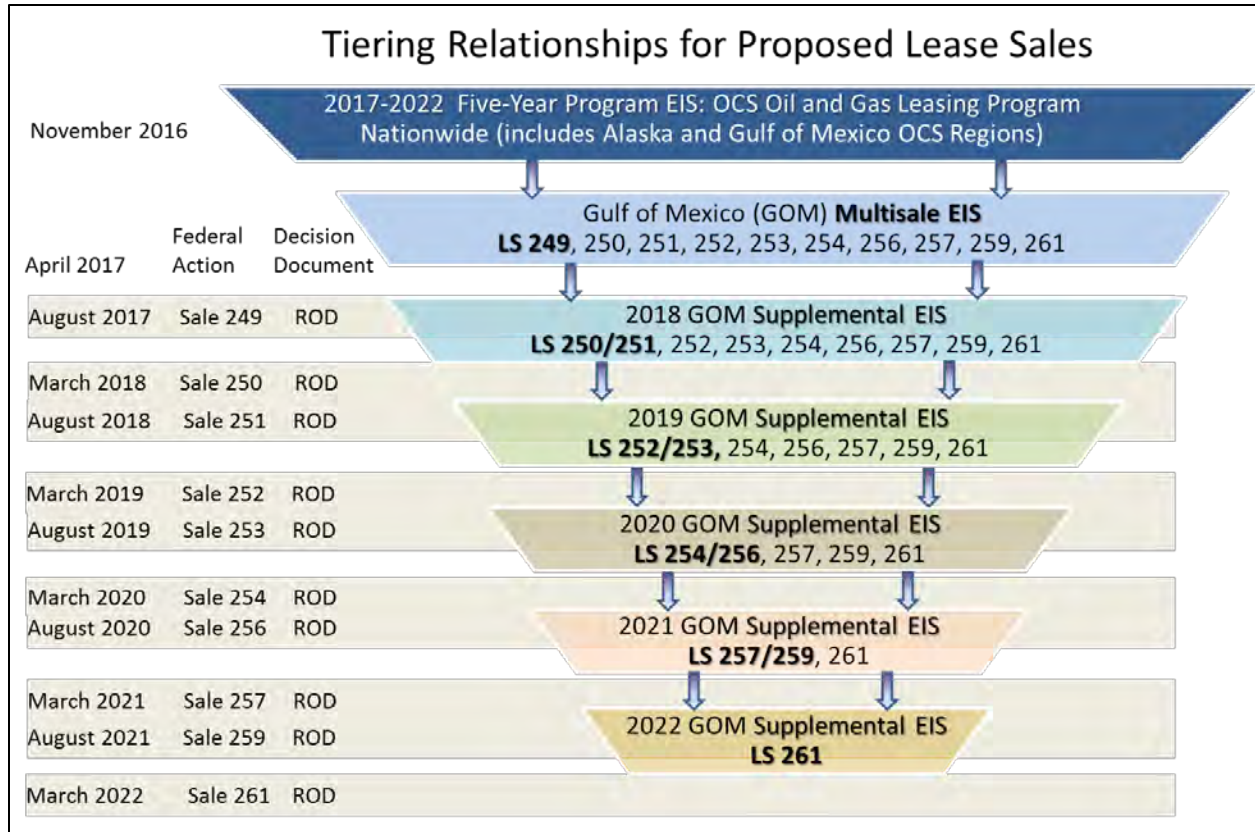 Tiering Relationships for Proposed Lease Sales
November 2016
2017-2022 Five-Year Program EIS: OCS Oil and Gas Leasing Program
Nationwide (includes Alaska and Gulf of Mexico OCS Regions)
Gulf of Mexico (GOM) Multisale EIS
LS 249, 250, 251, 252, 253, 254, 256, 257, 259, 261
April 2017
Federal
Action
Decision
Document
August 2017 Sale 249 ROD
2018 GOM Supplemental EIS
LS 250/251, 252, 253, 254, 256, 257, 259, 261
March 2018 Sale 250 ROD
August 2018 Sale 251 ROD
2019 GOM Supplemental EIS
LS 252/253, 254, 256, 257, 259, 261
March 2019 Sale 252 ROD
August 2019 Sale 253 ROD
2020 GOM Supplemental EIS
LS 254/256, 257, 259, 261
March 2020 Sale 254 ROD
August 2020 Sale 256 ROD
2021 GOM Supplemental EIS
LS 257/259, 261
March 2021 Sale 257 ROD
August 2021 Sale 259 ROD
2022 GOM Supplemental EIS
LS 261
March 2022 Sale 261 ROD